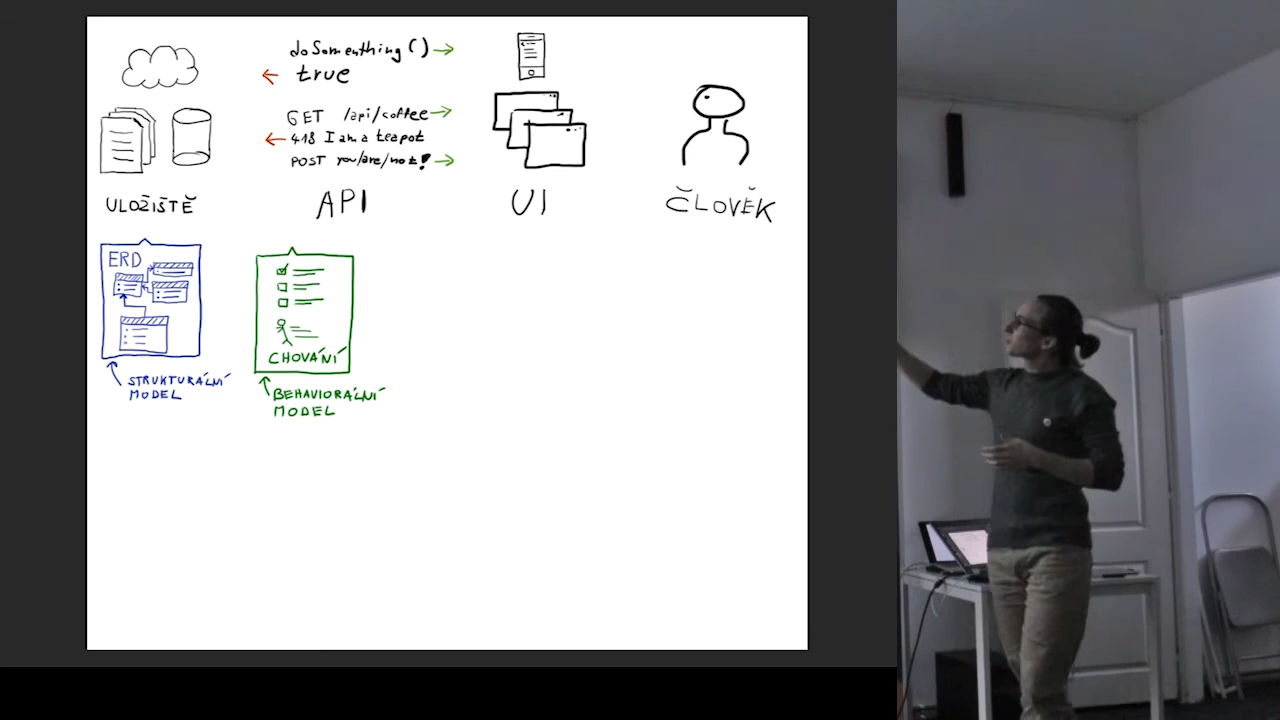 doSomenthing() →
← true
GET /api/coffee →
← 418 I am a teapot
POST you/are/not! →
ULOŽIŠTĚ
API
UI
ČLOVĚK
ERD
STRUKTURÁLNÍ
MODEL
CHOVÁNÍ
BEHAVIORÁLNÍ
MODEL